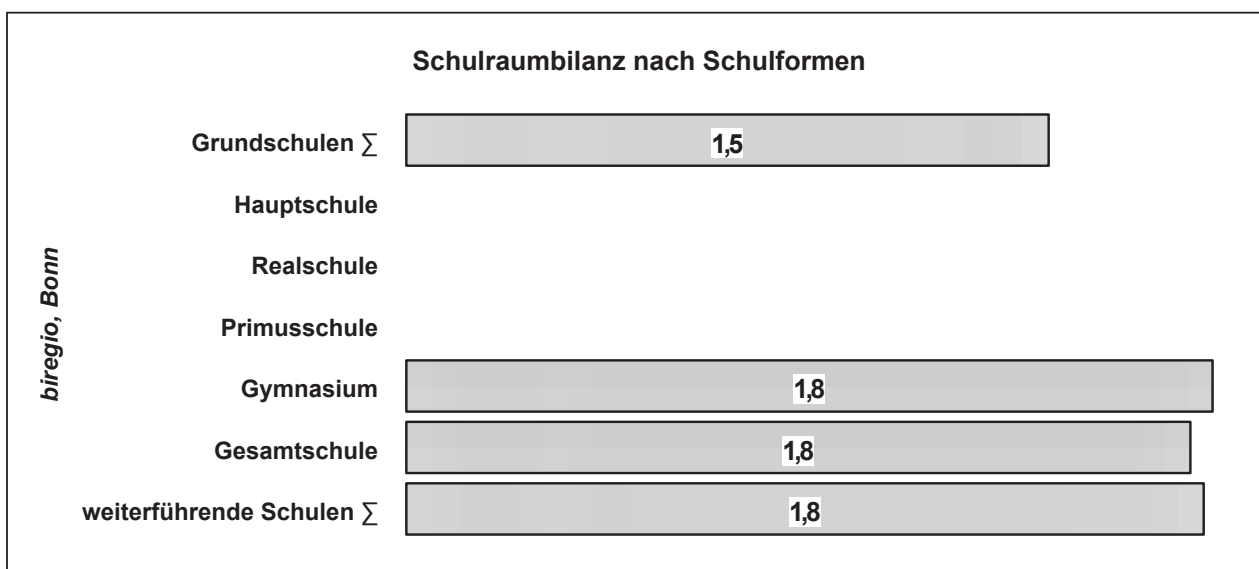 Schulraumbilanz nach Schulformen
Grundschulen ∑
1,5
Hauptschule
Realschule
Primusschule
Gymnasium
1,8
Gesamtschule
1,8
weiterführende Schulen ∑
1,8
biregio, Bonn